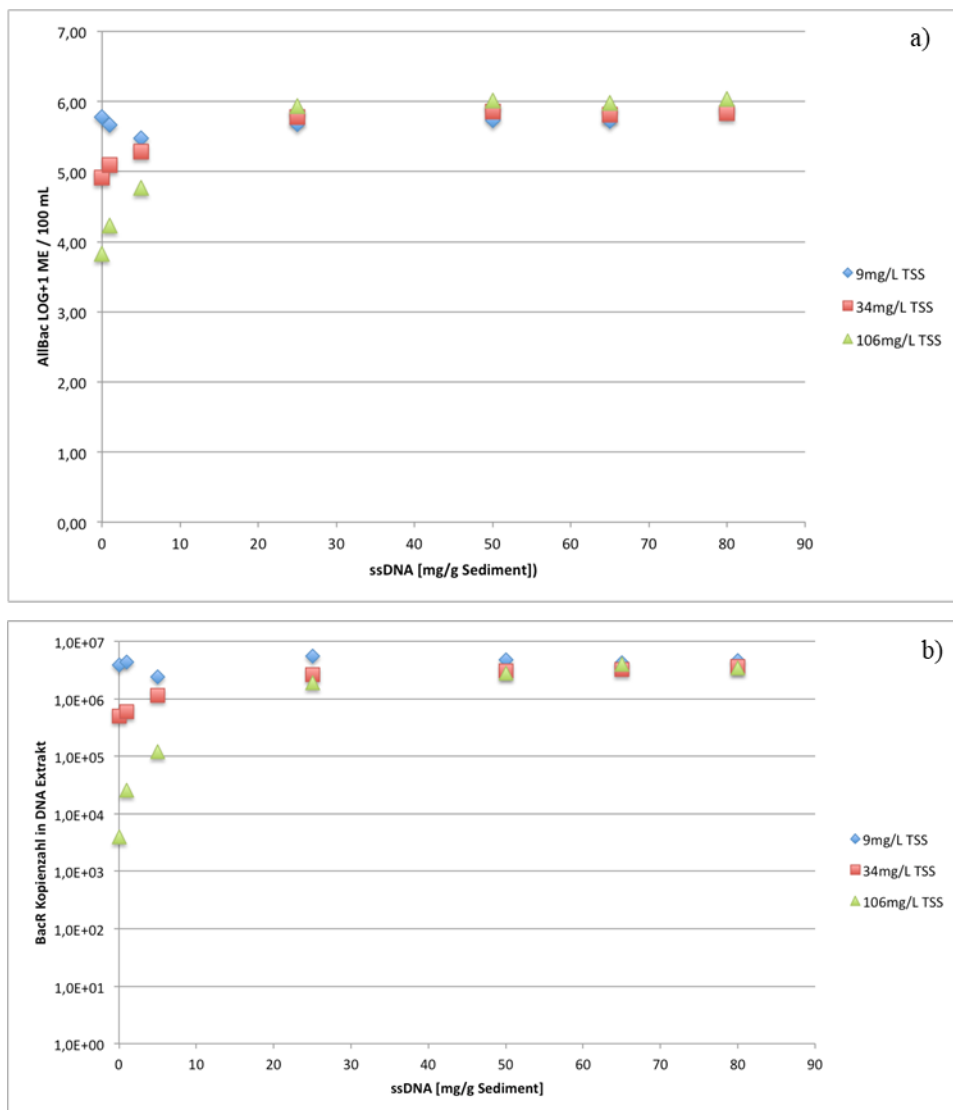 a)
7,00
6,00
5,00
4,00
3,00
2,00
1,00
0,00
AllBac LOG+1 ME / 100 mL
0 10 20 30 40 50 60 70 80 90
ssDNA [mg/g Sediment])
9mg/L TSS
34mg/L TSS
106mg/L TSS
b)
1,0E+07
1,0E+06
1,0E+05
1,0E+04
1,0E+03
1,0E+02
1,0E+01
1,0E+00
BacR Kopienzahl in DNA Extrakt
0 10 20 30 40 50 60 70 80 90
ssDNA [mg/g Sediment]
9mg/L TSS
34mg/L TSS
106mg/L TSS